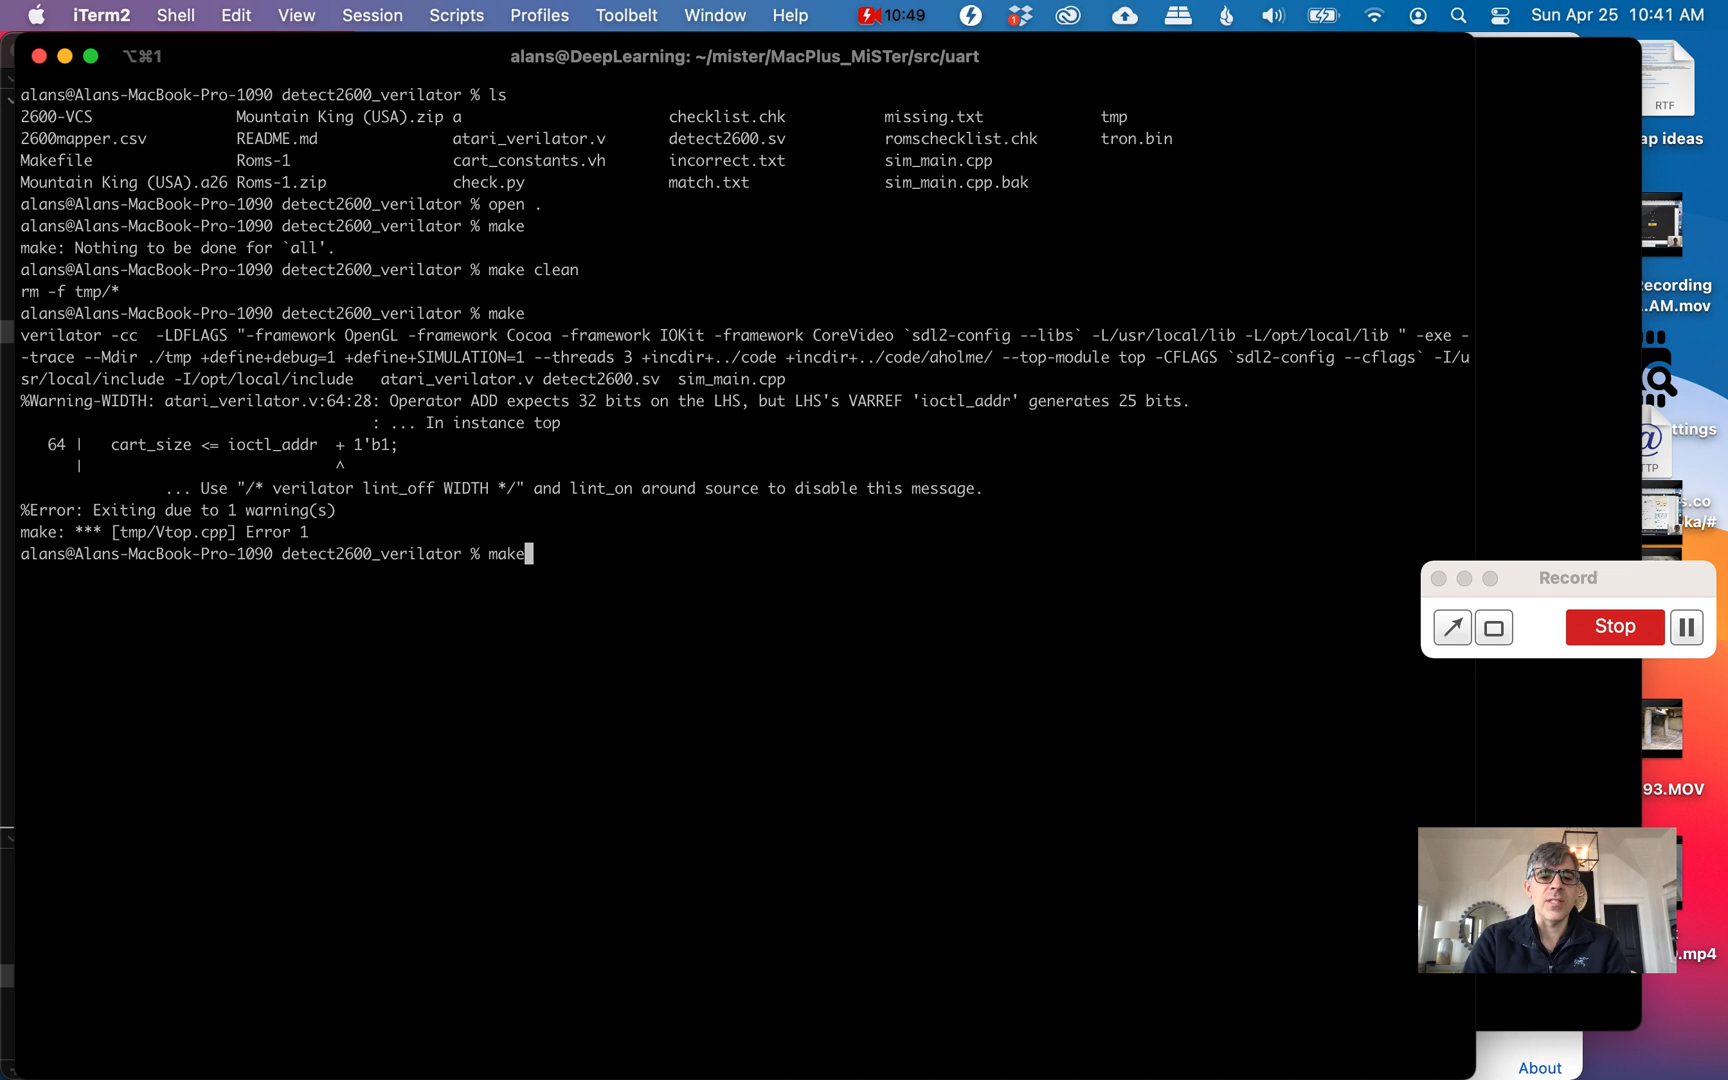 iTerm2 Shell Edit View Session Scripts Profiles Toolbelt Window Help 10:49 1 Sun Apr 25 10:41 AM
⌥⌘1 alans@DeepLearning: ~/mister/MacPlus_MiSTer/src/uart
alans@Alans-MacBook-Pro-1090 detect2600_verilator % ls
2600-VCS Mountain King (USA).zip a checklist.chk missing.txt tmp
2600mapper.csv README.md atari_verilator.v detect2600.sv romschecklist.chk tron.bin
Makefile Roms-1 cart_constants.vh incorrect.txt sim_main.cpp
Mountain King (USA).a26 Roms-1.zip check.py match.txt sim_main.cpp.bak
alans@Alans-MacBook-Pro-1090 detect2600_verilator % open .
alans@Alans-MacBook-Pro-1090 detect2600_verilator % make
make: Nothing to be done for `all'.
alans@Alans-MacBook-Pro-1090 detect2600_verilator % make clean
rm -f tmp/*
alans@Alans-MacBook-Pro-1090 detect2600_verilator % make
verilator -cc  -LDFLAGS "-framework OpenGL -framework Cocoa -framework IOKit -framework CoreVideo `sdl2-config --libs` -L/usr/local/lib -L/opt/local/lib " -exe -
-trace --Mdir ./tmp +define+debug=1 +define+SIMULATION=1 --threads 3 +incdir+../code +incdir+../code/aholme/ --top-module top -CFLAGS `sdl2-config --cflags` -I/u
sr/local/include -I/opt/local/include   atari_verilator.v detect2600.sv  sim_main.cpp
%Warning-WIDTH: atari_verilator.v:64:28: Operator ADD expects 32 bits on the LHS, but LHS's VARREF 'ioctl_addr' generates 25 bits.
: ... In instance top
64 |   cart_size <= ioctl_addr  + 1'b1;
|                            ^
... Use "/* verilator lint_off WIDTH */" and lint_on around source to disable this message.
%Error: Exiting due to 1 warning(s)
make: *** [tmp/Vtop.cpp] Error 1
alans@Alans-MacBook-Pro-1090 detect2600_verilator % make
RTF
ap ideas
ecording
.AM.mov
ttings
TTP
s.co
ka/#
Record
Stop
93.MOV
.mp4
About